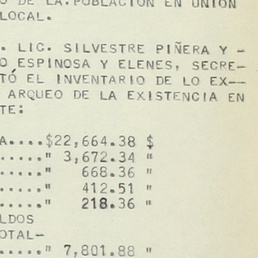 O DE LA POBLACION EN UNION
LOCAL.
. LIC. SILVESTRE PIÑERA Y -
O ESPINOSA Y ELENES, SECRE-
TÓ EL INVENTARIO DE LO EX--
ARQUEO DE LA EXISTENCIA EN
TE:
A....$22,664.38 $
....." 3,672.34 "
....." 668.36 "
....." 412.51 "
....." 218.36 "
LDOS
OTAL-
....." 7,801.88 "